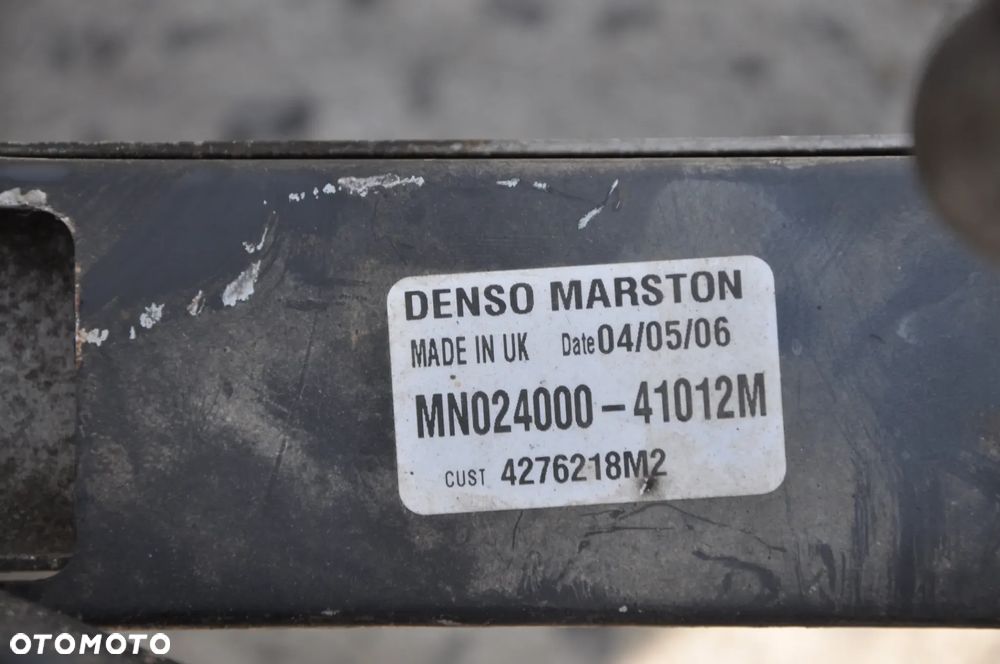 DENSO MARSTON
MADE IN UK Date 04/05/06
MN024000-41012M
CUST 4276218M2
OTOMOTO